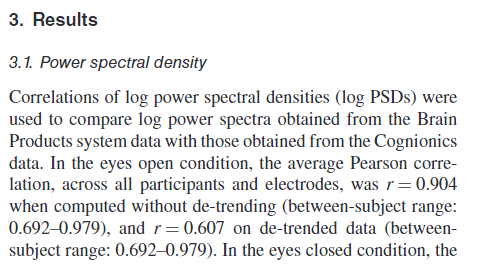 3. Results
3.1. Power spectral density
Correlations of log power spectral densities (log PSDs) were
used to compare log power spectra obtained from the Brain
Products system data with those obtained from the Cognionics
data. In the eyes open condition, the average Pearson corre-
lation, across all participants and electrodes, was r = 0.904
when computed without de-trending (between-subject range:
0.692–0.979), and r = 0.607 on de-trended data (between-
subject range: 0.692–0.979). In the eyes closed condition, the